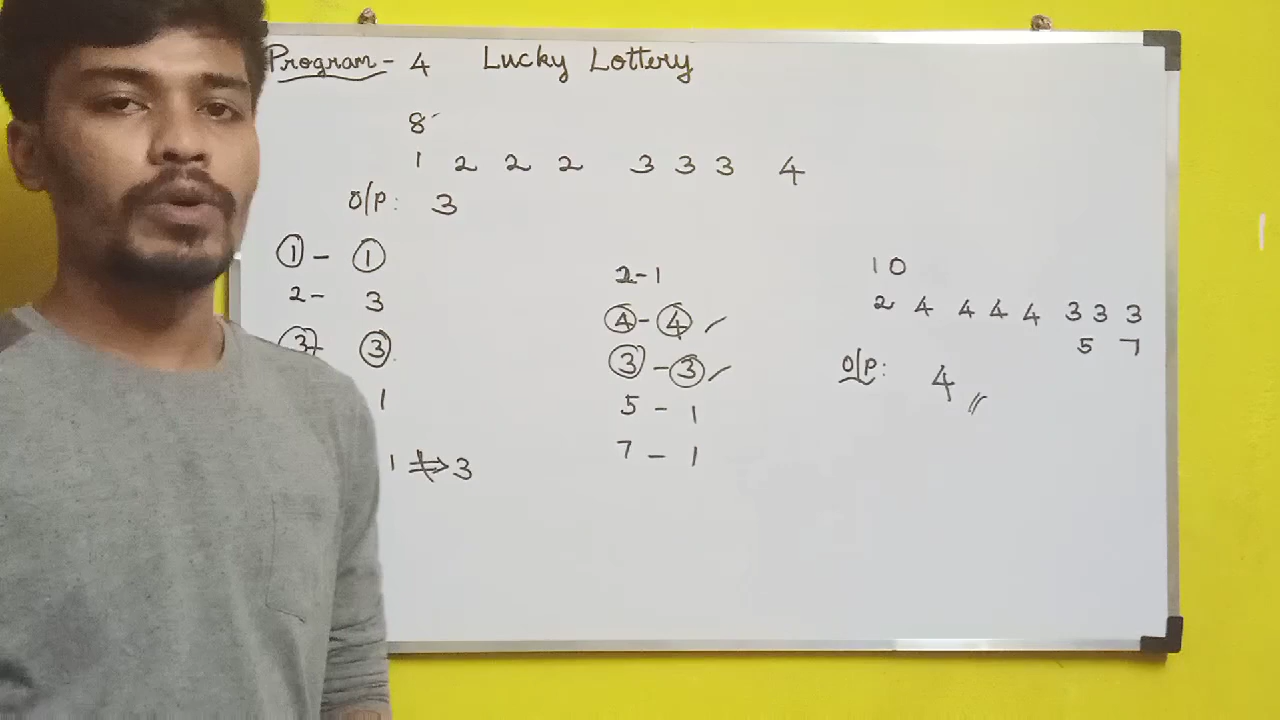 Program - 4 Lucky Lottery
8
1 2 2 2 3 3 3 4
O/P: 3
1 - 1
2 - 3
3 - 3
1
1 ⇏ 3
2 - 1
4 - 4 ✓
3 - 3 ✓
5 - 1
7 - 1
10
2 4 4 4 4 3 3 3
5 7
O/P: 4 //